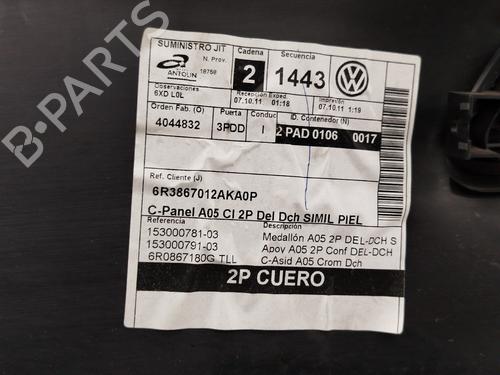 B-PARTS
SUMINISTRO JIT
N. Prov.
Cadena
Secuencia
ANTOLIN
18758
2
1443
Observaciones
6XD L0L
Recepción Exped.
07.10.11 01:18
Impresión
07.10.11 1:19
Orden Fab. (O)
Puerta
Conduc
ID. Contenedor (N)
4044832
3PDD
I
2 PAD 0106 0017
Ref. Cliente (J)
6R3867012AKA0P
C-Panel A05 CI 2P Del Dch SIMIL PIEL
Referencia
Descripción
153000781-03
Medallón A05 2P DEL-DCH S
153000791-03
Apoy A05 2P Conf DEL-DCH
6R0867180G TLL
C-Asid A05 Crom Dch
2P CUERO